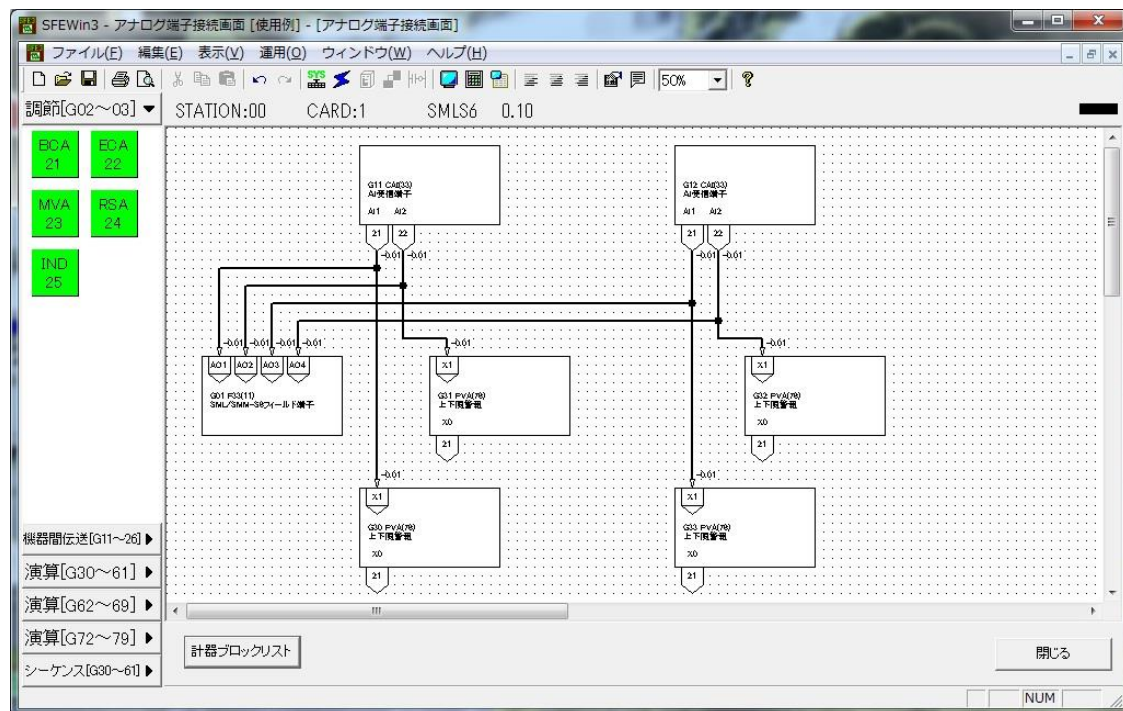 SFEWin3 - アナログ端子接続画面 [使用例] - [アナログ端子接続画面]
ファイル(F) 編集(E) 表示(V) 運用(O) ウィンドウ(W) ヘルプ(H)
SYS 50%
調節[G02～03]▼ STATION:00 CARD:1 SMLS6 0.10
BCA ECA
21 22
MVA RSA
23 24
IND
25
G11 CAI(33) G12 CAI(33)
AI受信端子 AI受信端子
AI1 AI2 AI1 AI2
21 22 21 22
-0.01 -0.01 -0.01 -0.01
-0.01 -0.01 -0.01 -0.01 -0.01 -0.01
AO1 AO2 AO3 AO4 X1 X1
G01 F33(11) G31 PVA(78) G32 PVA(78)
SML/SMM-S6フィールド端子 上下限警報 上下限警報
X0 X0
21 21
-0.01 -0.01
X1 X1
G30 PVA(78) G33 PVA(78)
上下限警報 上下限警報
X0 X0
21 21
機器間伝送[G11～26]▶
演算[G30～61]▶
演算[G62～69]▶
演算[G72～79]▶
シーケンス[G30～61]▶
計器ブロックリスト 閉じる
NUM